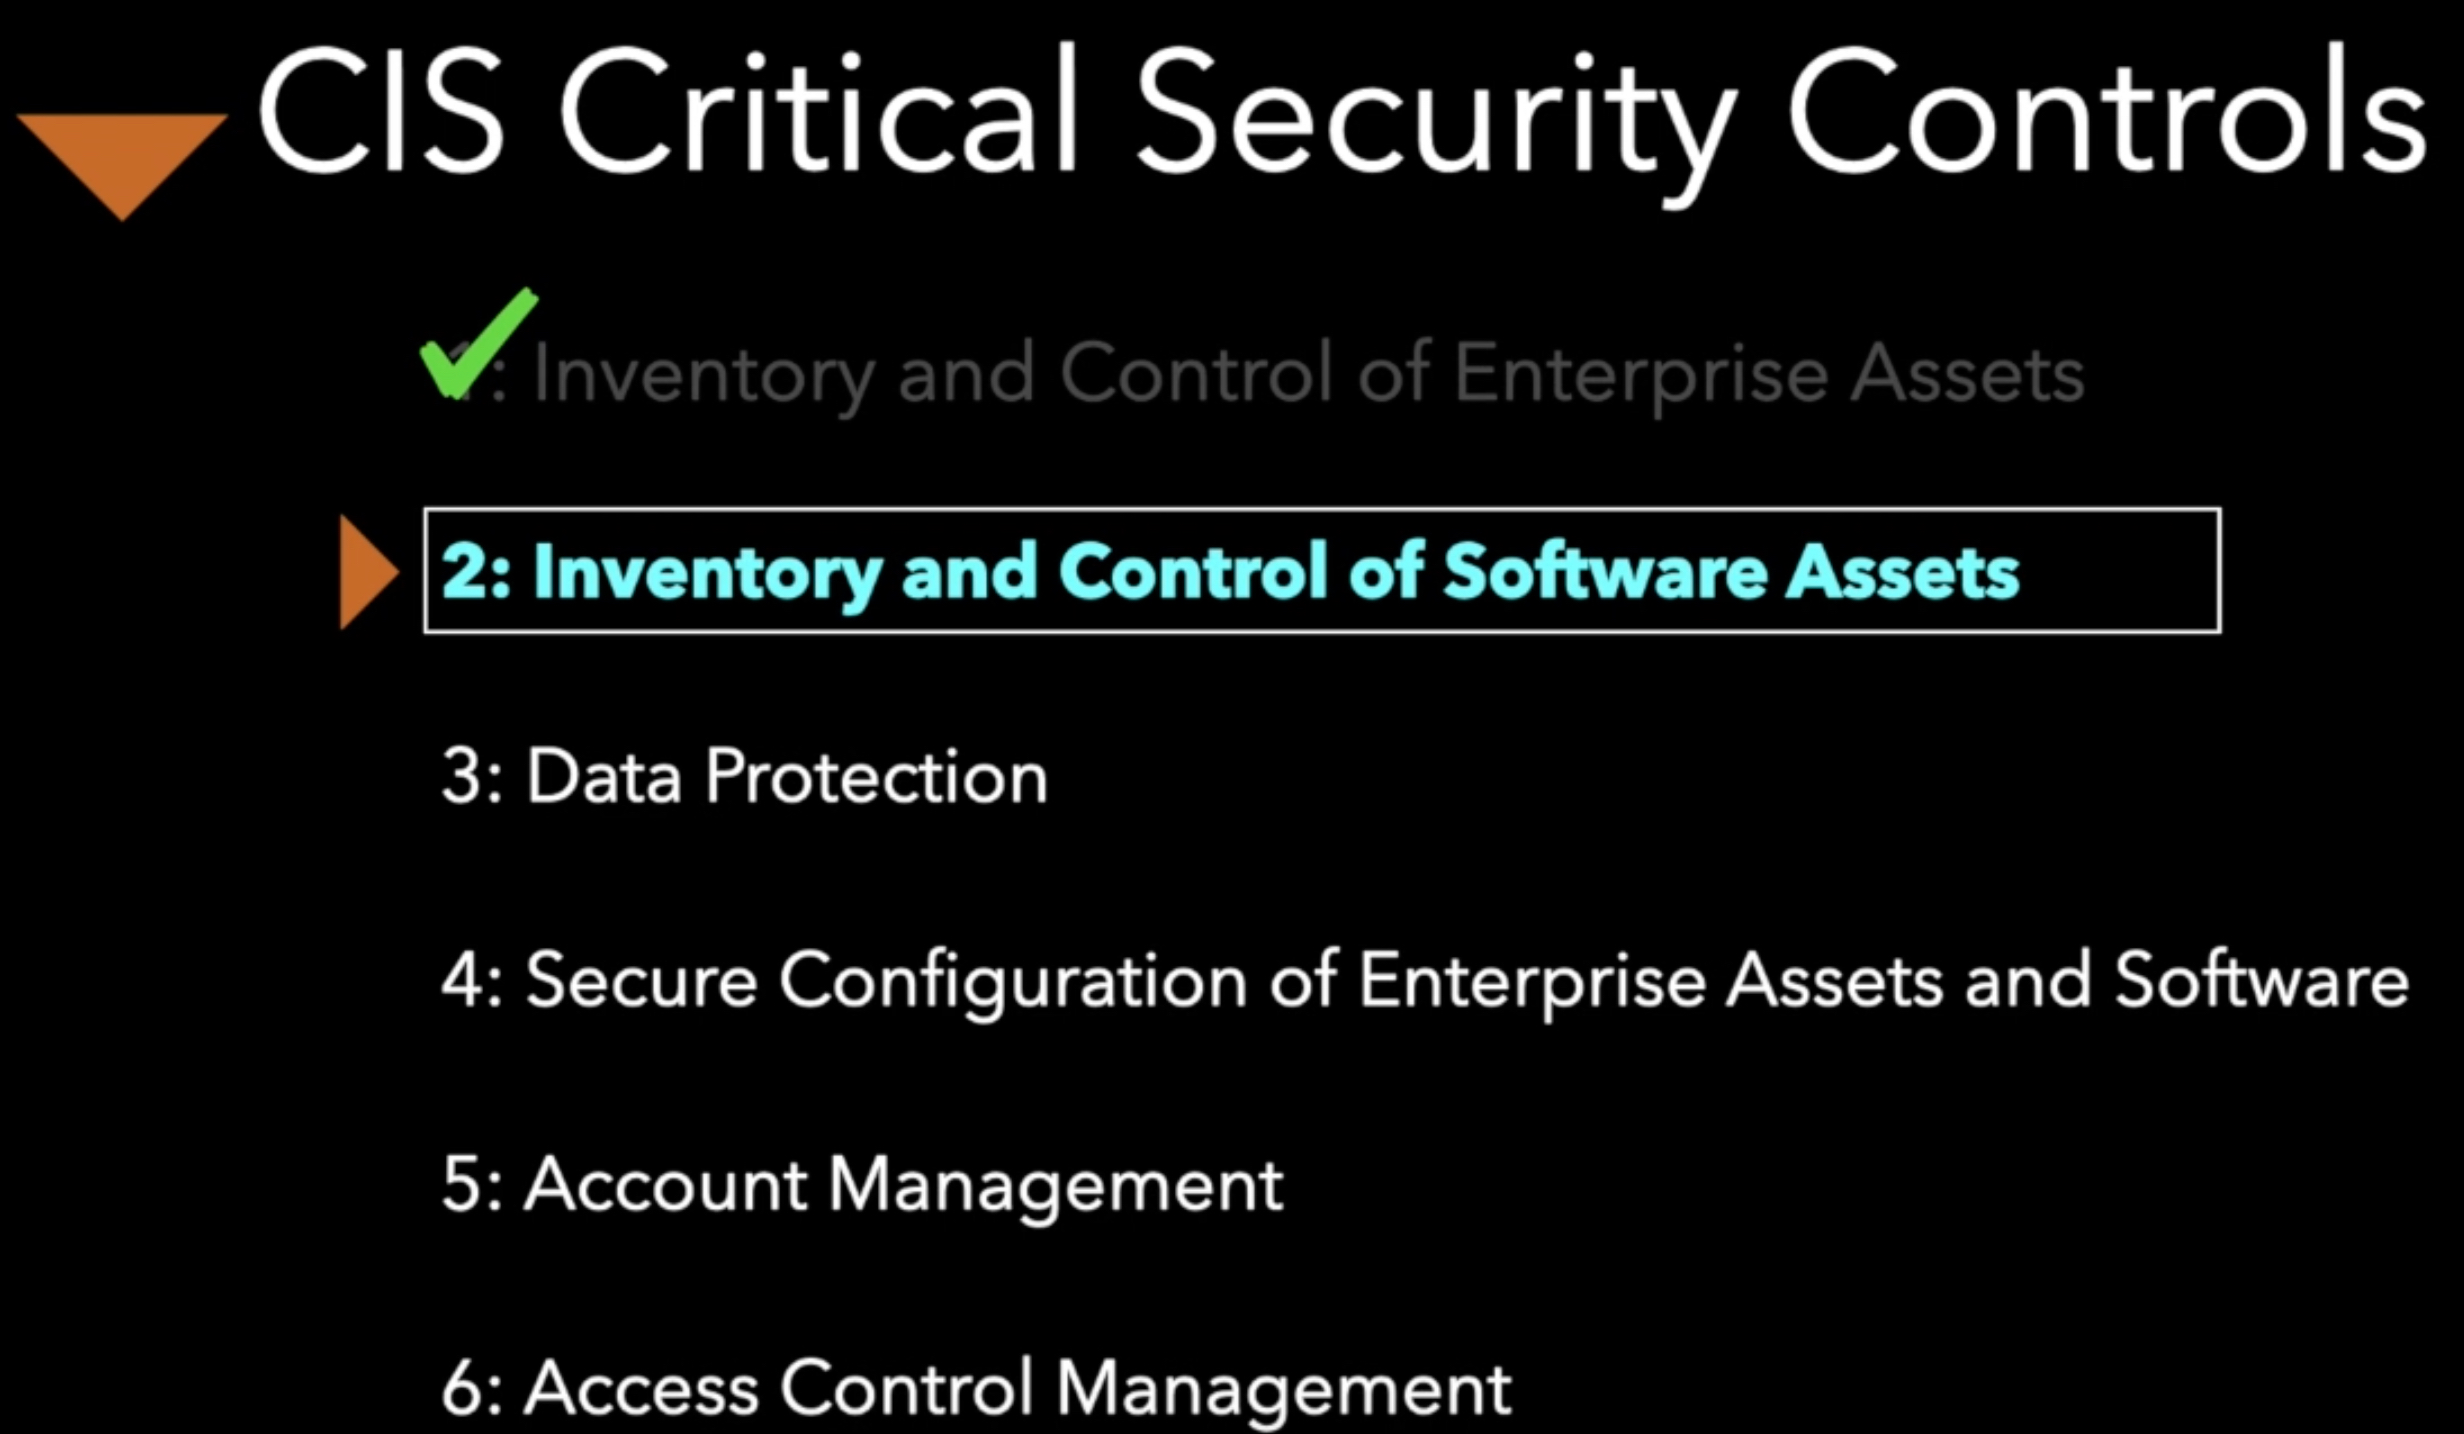 CIS Critical Security Controls
1: Inventory and Control of Enterprise Assets
2: Inventory and Control of Software Assets
3: Data Protection
4: Secure Configuration of Enterprise Assets and Software
5: Account Management
6: Access Control Management